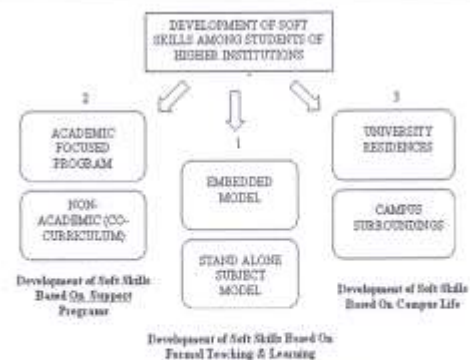 DEVELOPMENT OF SOFT
SKILLS AMONG STUDENTS OF
HIGHER INSTITUTIONS
2
ACADEMIC
FOCUSED
PROGRAM
NON-
ACADEMIC (CO-
CURRICULUM)
Development of Soft Skills
Based On Support
Programs
1
EMBEDDED
MODEL
STAND ALONE
SUBJECT
MODEL
Development of Soft Skills Based On
Formal Teaching & Learning
3
UNIVERSITY
RESIDENCES
CAMPUS
SURROUNDINGS
Development of Soft Skills
Based On Campus Life